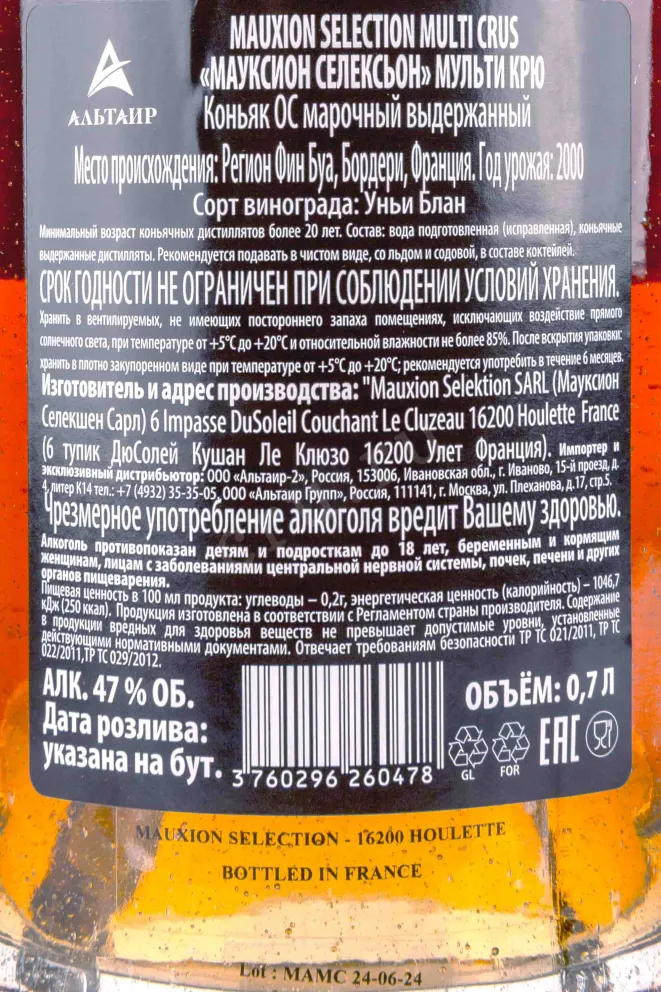 АЛЬТАИР
MAUXION SELECTION MULTI CRUS
«МАУКСИОН СЕЛЕКСЬОН» МУЛЬТИ КРЮ
Коньяк ОС марочный выдержанный
Место происхождения: Регион Фин Буа, Бордери, Франция. Год урожая: 2000
Сорт винограда: Уньи Блан
Минимальный возраст коньячных дистиллятов более 20 лет. Состав: вода подготовленная (исправленная), коньячные
выдержанные дистилляты. Рекомендуется подавать в чистом виде, со льдом и содовой, в составе коктейлей.
СРОК ГОДНОСТИ НЕ ОГРАНИЧЕН ПРИ СОБЛЮДЕНИИ УСЛОВИЙ ХРАНЕНИЯ.
Хранить в вентилируемых, не имеющих постороннего запаха помещениях, исключающих воздействие прямого
солнечного света, при температуре от +5°С до +20°С и относительной влажности не более 85%. После вскрытия упаковки:
хранить в плотно закупоренном виде при температуре от +5°С до +20°С; рекомендуется употребить в течение 6 месяцев.
Изготовитель и адрес производства: "Mauxion Selektion SARL (Мауксион
Селекшен Сарл) 6 Impasse DuSoleil Couchant Le Cluzeau 16200 Houlette France
(6 тупик ДюСолей Кушан Ле Клюзо 16200 Улет Франция). Импортер и
эксклюзивный дистрибьютор: ООО «Альтаир-2», Россия, 153006, Ивановская обл., г. Иваново, 15-й проезд, д.
4, литер К14 тел.: +7 (4932) 35-35-05, ООО «Альтаир Групп», Россия, 111141, г. Москва, ул. Плеханова, д.17, стр.5.
Чрезмерное употребление алкоголя вредит Вашему здоровью.
Алкоголь противопоказан детям и подросткам до 18 лет, беременным и кормящим
женщинам, лицам с заболеваниями центральной нервной системы, почек, печени и других
органов пищеварения.
Пищевая ценность в 100 мл продукта: углеводы – 0,2г, энергетическая ценность (калорийность) – 1046,7
кДж (250 ккал). Продукция изготовлена в соответствии с Регламентом страны производителя. Содержание
в продукции вредных для здоровья веществ не превышает допустимые уровни, установленные
действующими нормативными документами. Отвечает требованиям безопасности ТР ТС 021/2011, ТР ТС
022/2011, ТР ТС 029/2012.
АЛК. 47 % ОБ.
ОБЪЁМ: 0,7 Л
Дата розлива:
указана на бут.
3 760296 260478
GL
FOR
EAC
MAUXION SELECTION - 16200 HOULETTE
BOTTLED IN FRANCE
Lot : MAMC 24-06-24